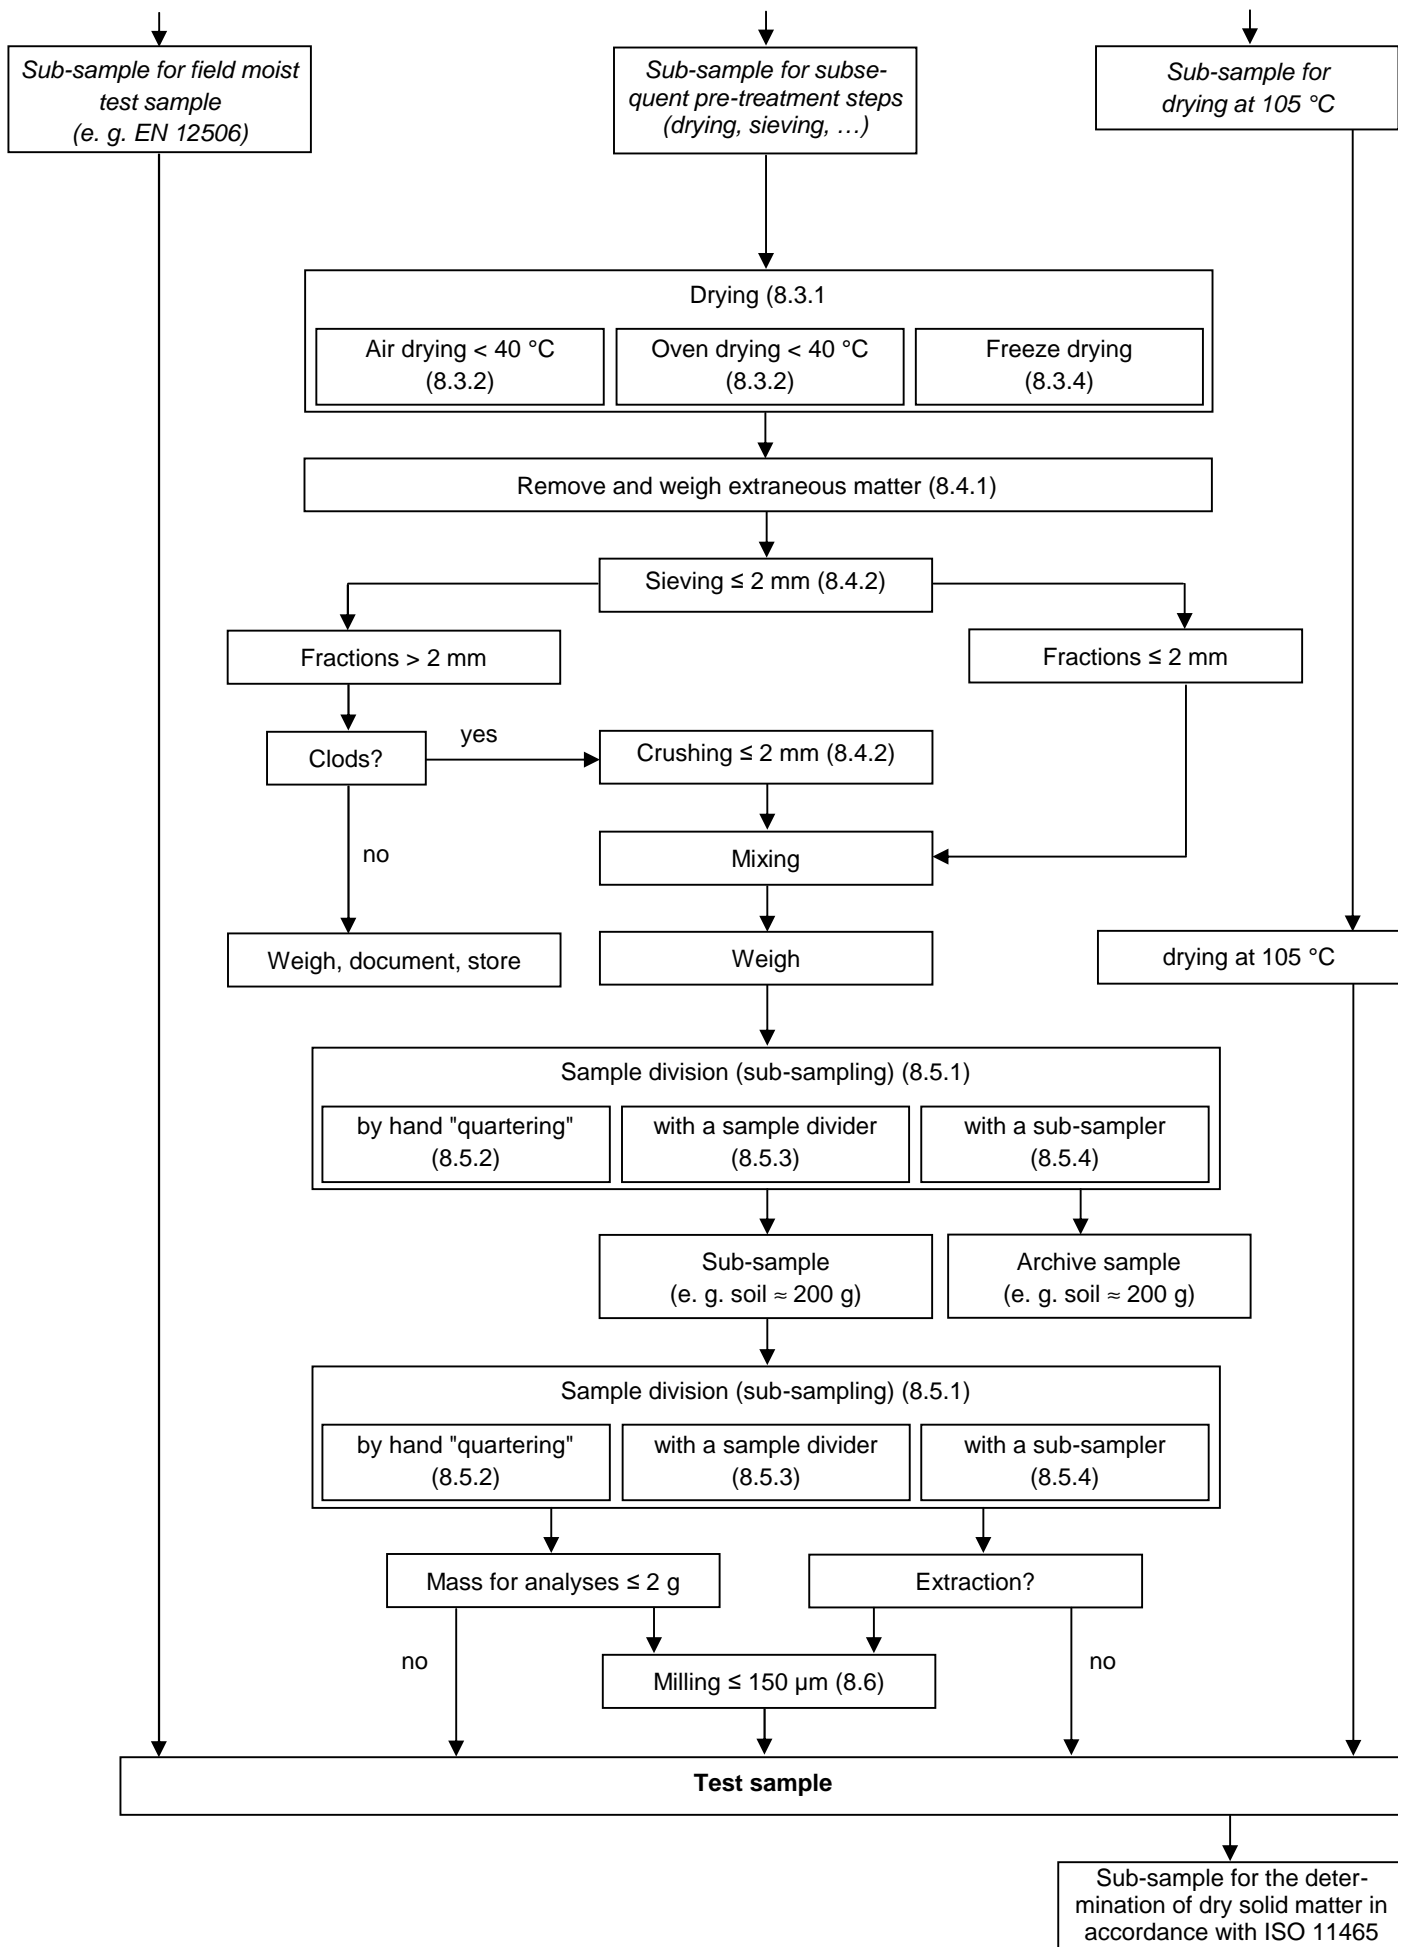 Sub-sample for field moist
test sample
(e. g. EN 12506)
Sub-sample for subse-
quent pre-treatment steps
(drying, sieving, …)
Sub-sample for
drying at 105 °C
Drying (8.3.1
Air drying < 40 °C
(8.3.2)
Oven drying < 40 °C
(8.3.2)
Freeze drying
(8.3.4)
Remove and weigh extraneous matter (8.4.1)
Sieving ≤ 2 mm (8.4.2)
Fractions > 2 mm
Fractions ≤ 2 mm
Clods?
yes
Crushing ≤ 2 mm (8.4.2)
no
Mixing
Weigh, document, store
Weigh
drying at 105 °C
Sample division (sub-sampling) (8.5.1)
by hand "quartering"
(8.5.2)
with a sample divider
(8.5.3)
with a sub-sampler
(8.5.4)
Sub-sample
(e. g. soil ≈ 200 g)
Archive sample
(e. g. soil ≈ 200 g)
Sample division (sub-sampling) (8.5.1)
by hand "quartering"
(8.5.2)
with a sample divider
(8.5.3)
with a sub-sampler
(8.5.4)
Mass for analyses ≤ 2 g
Extraction?
no
Milling ≤ 150 µm (8.6)
no
Test sample
Sub-sample for the deter-
mination of dry solid matter in
accordance with ISO 11465